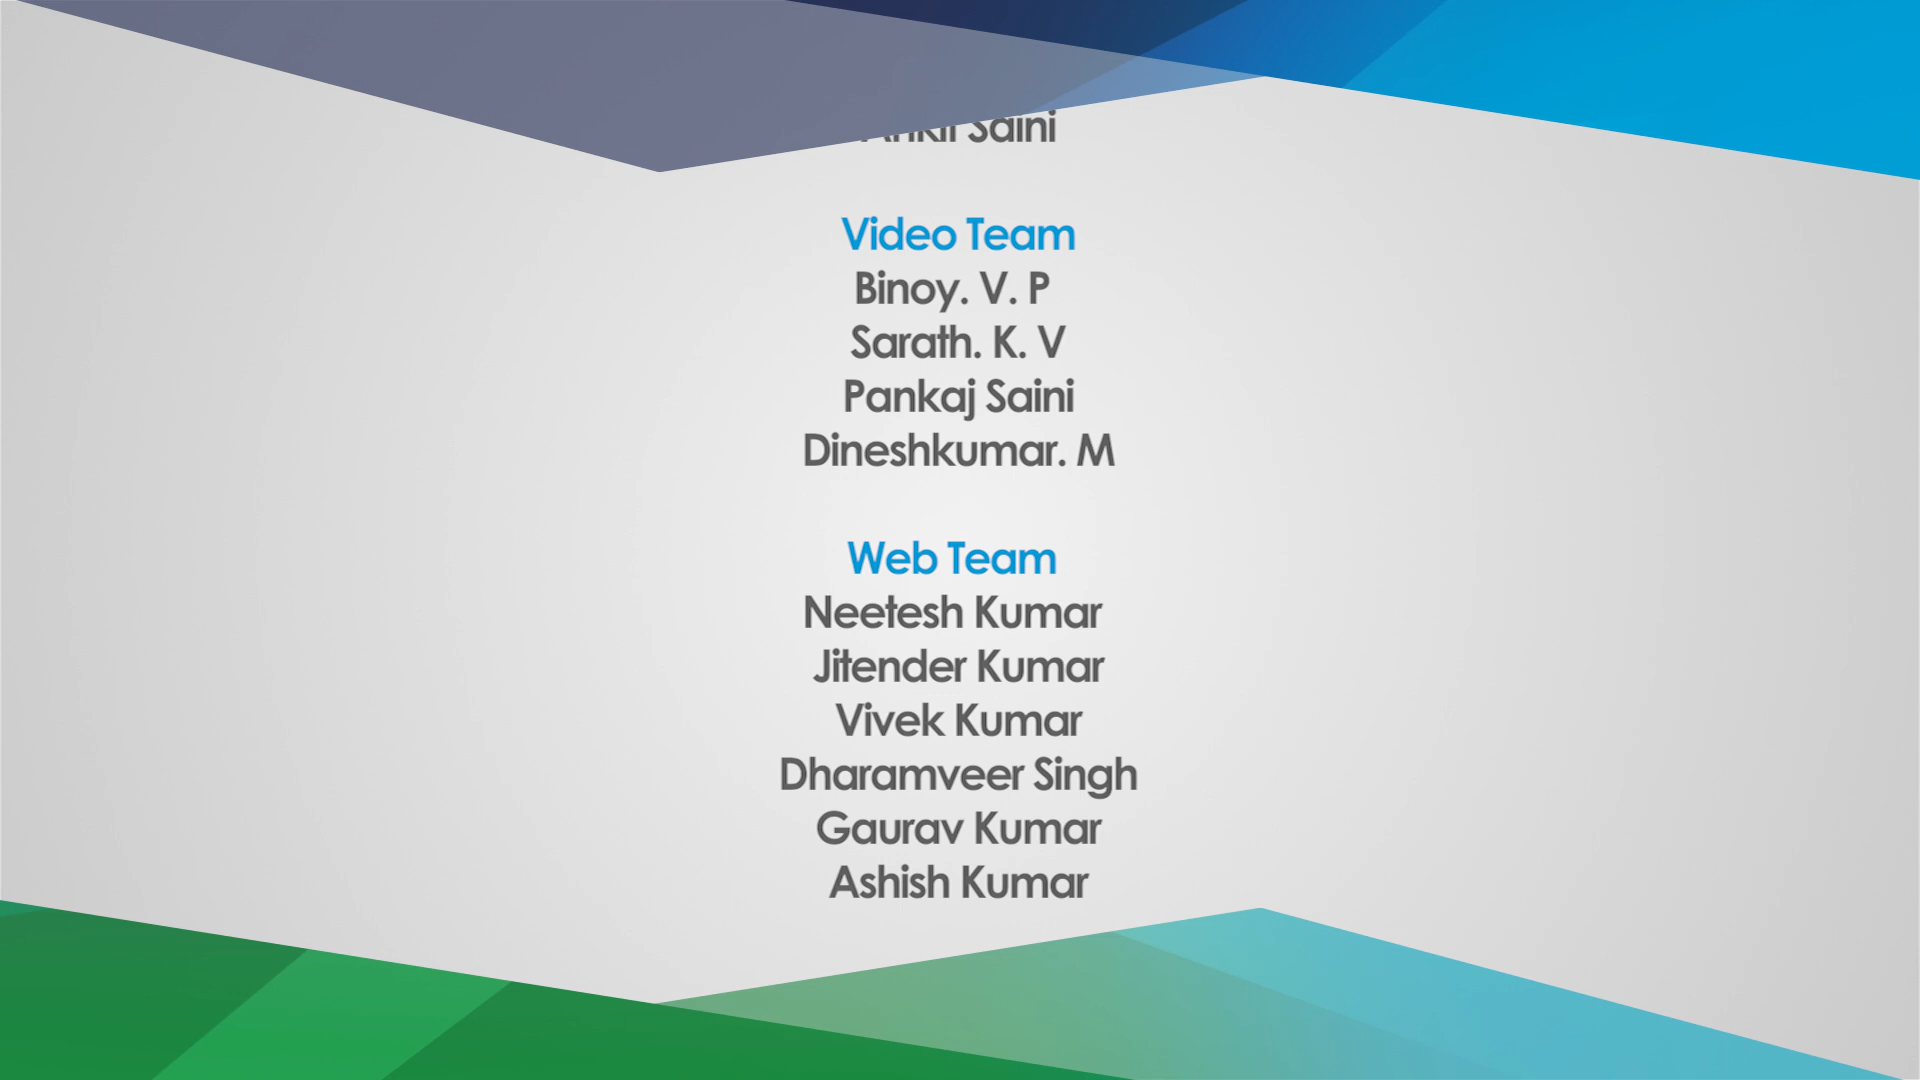 Saini
Video Team
Binoy. V. P
Sarath. K. V
Pankaj Saini
Dineshkumar. M
Web Team
Neetesh Kumar
Jitender Kumar
Vivek Kumar
Dharamveer Singh
Gaurav Kumar
Ashish Kumar